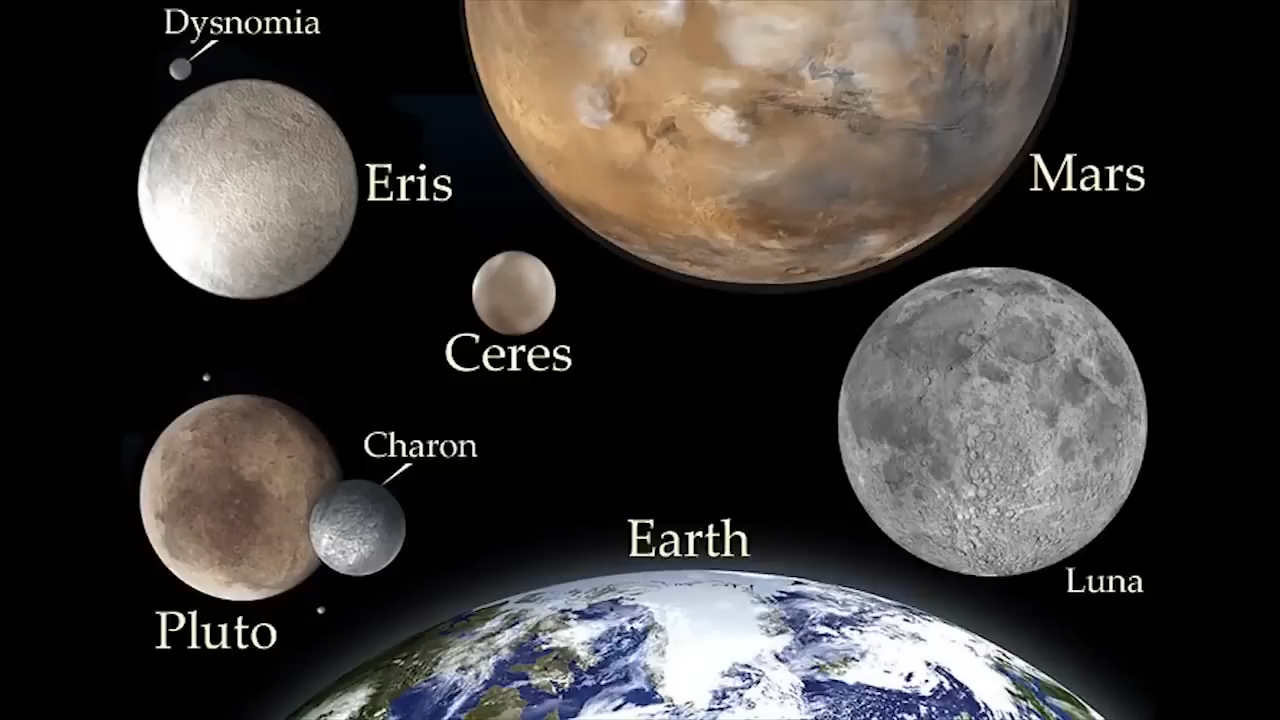 Dysnomia
Eris
Mars
Ceres
Charon
Earth
Luna
Pluto